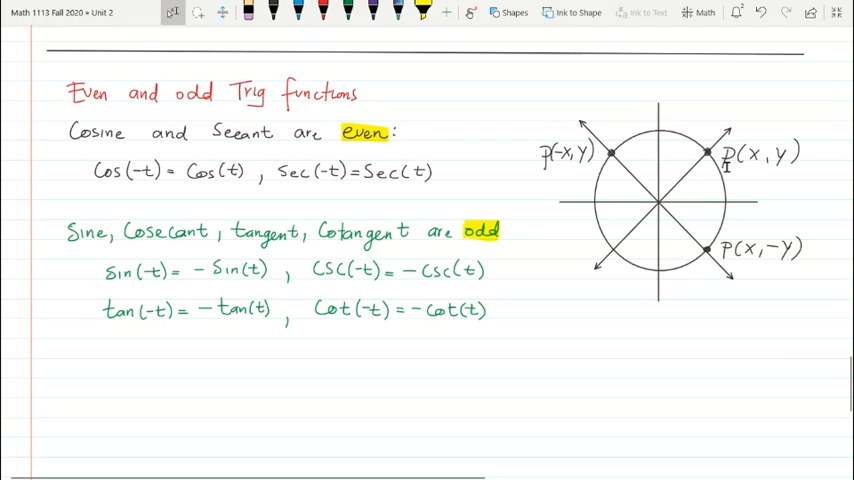 Math 1113 Fall 2020 » Unit 2
Shapes
Ink to Shape
Ink to Text
Math
Even and odd Trig functions
Cosine and Secant are even:
Cos(-t) = Cos(t), Sec(-t) = Sec(t)
P(-x, y)
P(x, y)
Sine, Cosecant, tangent, Cotangent are odd
P(x, -y)
Sin(-t) = - Sin(t), CSC(-t) = - CSC(t)
tan(-t) = - tan(t), Cot(-t) = - Cot(t)